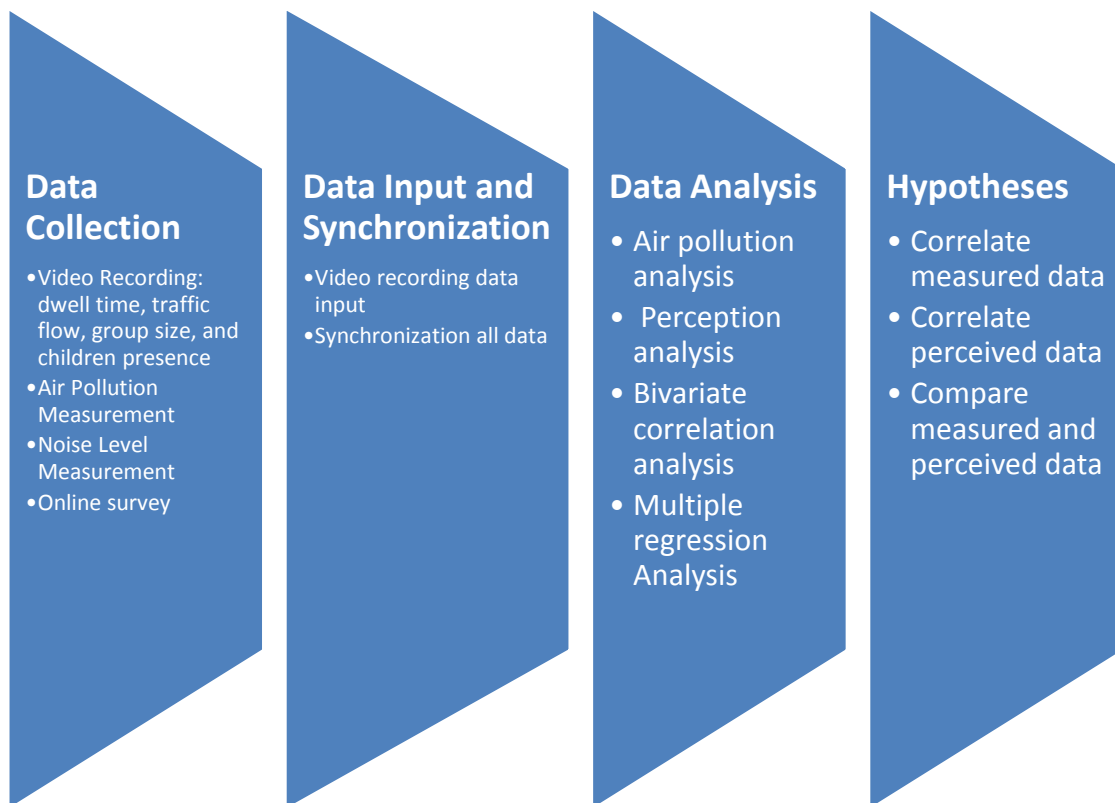 Data
Collection
•Video Recording:
dwell time, traffic
flow, group size, and
children presence
•Air Pollution
Measurement
•Noise Level
Measurement
•Online survey
Data Input and
Synchronization
•Video recording data
input
•Synchronization all data
Data Analysis
• Air pollution
analysis
• Perception
analysis
• Bivariate
correlation
analysis
• Multiple
regression
Analysis
Hypotheses
• Correlate
measured data
• Correlate
perceived data
• Compare
measured and
perceived data